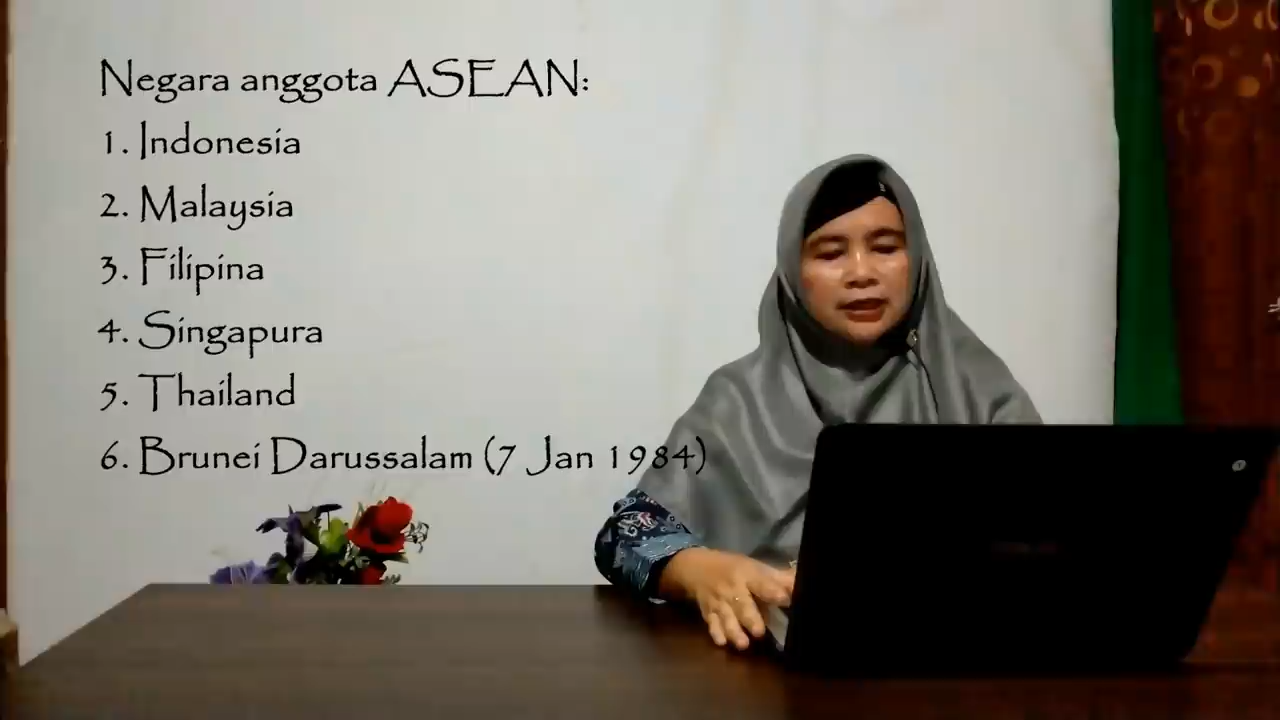 Negara anggota ASEAN:
1. Indonesia
2. Malaysia
3. Filipina
4. Singapura
5. Thailand
6. Brunei Darussalam (7 Jan 1984)